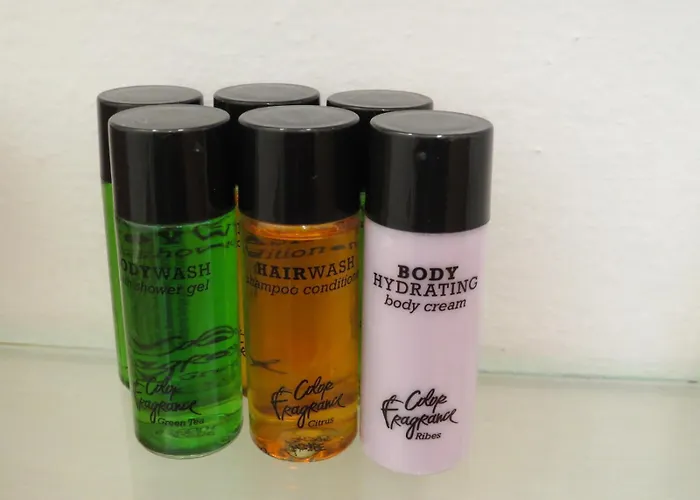 ODYWASH
shower gel
Color
Fragrance
Green Tea
HAIRWASH
shampoo condition
Color
Fragrance
Citrus
BODY
HYDRATING
body cream
Color
Fragrance
Ribes